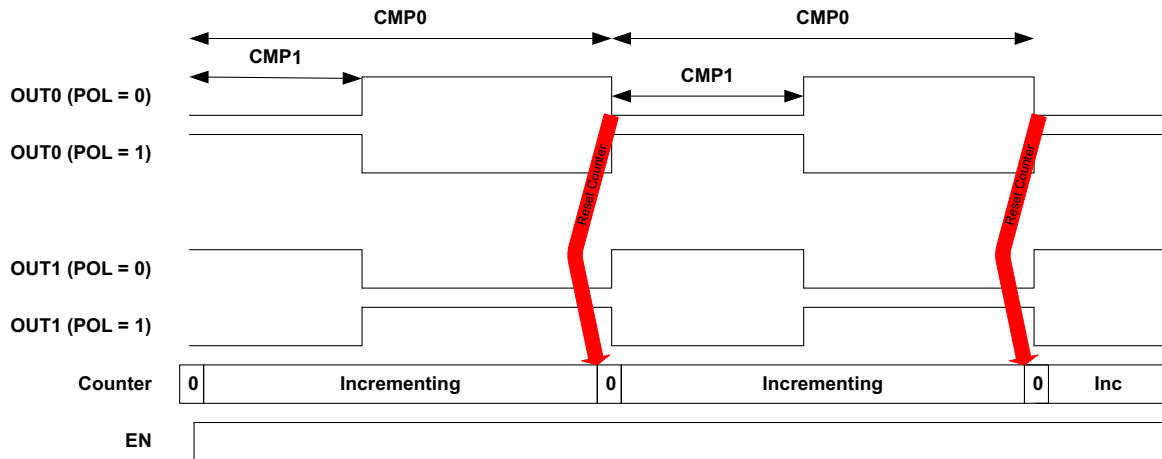 CMP0 CMP0
CMP1 CMP1
OUT0 (POL = 0)
OUT0 (POL = 1)
Reset Counter Reset Counter
OUT1 (POL = 0)
OUT1 (POL = 1)
Counter 0 Incrementing 0 Incrementing 0 Inc
EN